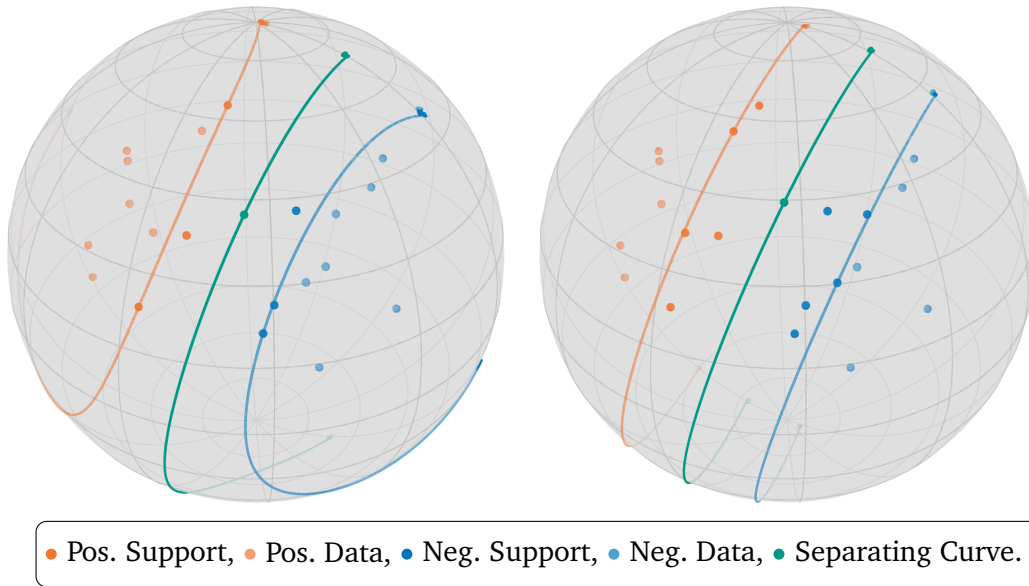 Pos. Support, Pos. Data, Neg. Support, Neg. Data, Separating Curve.